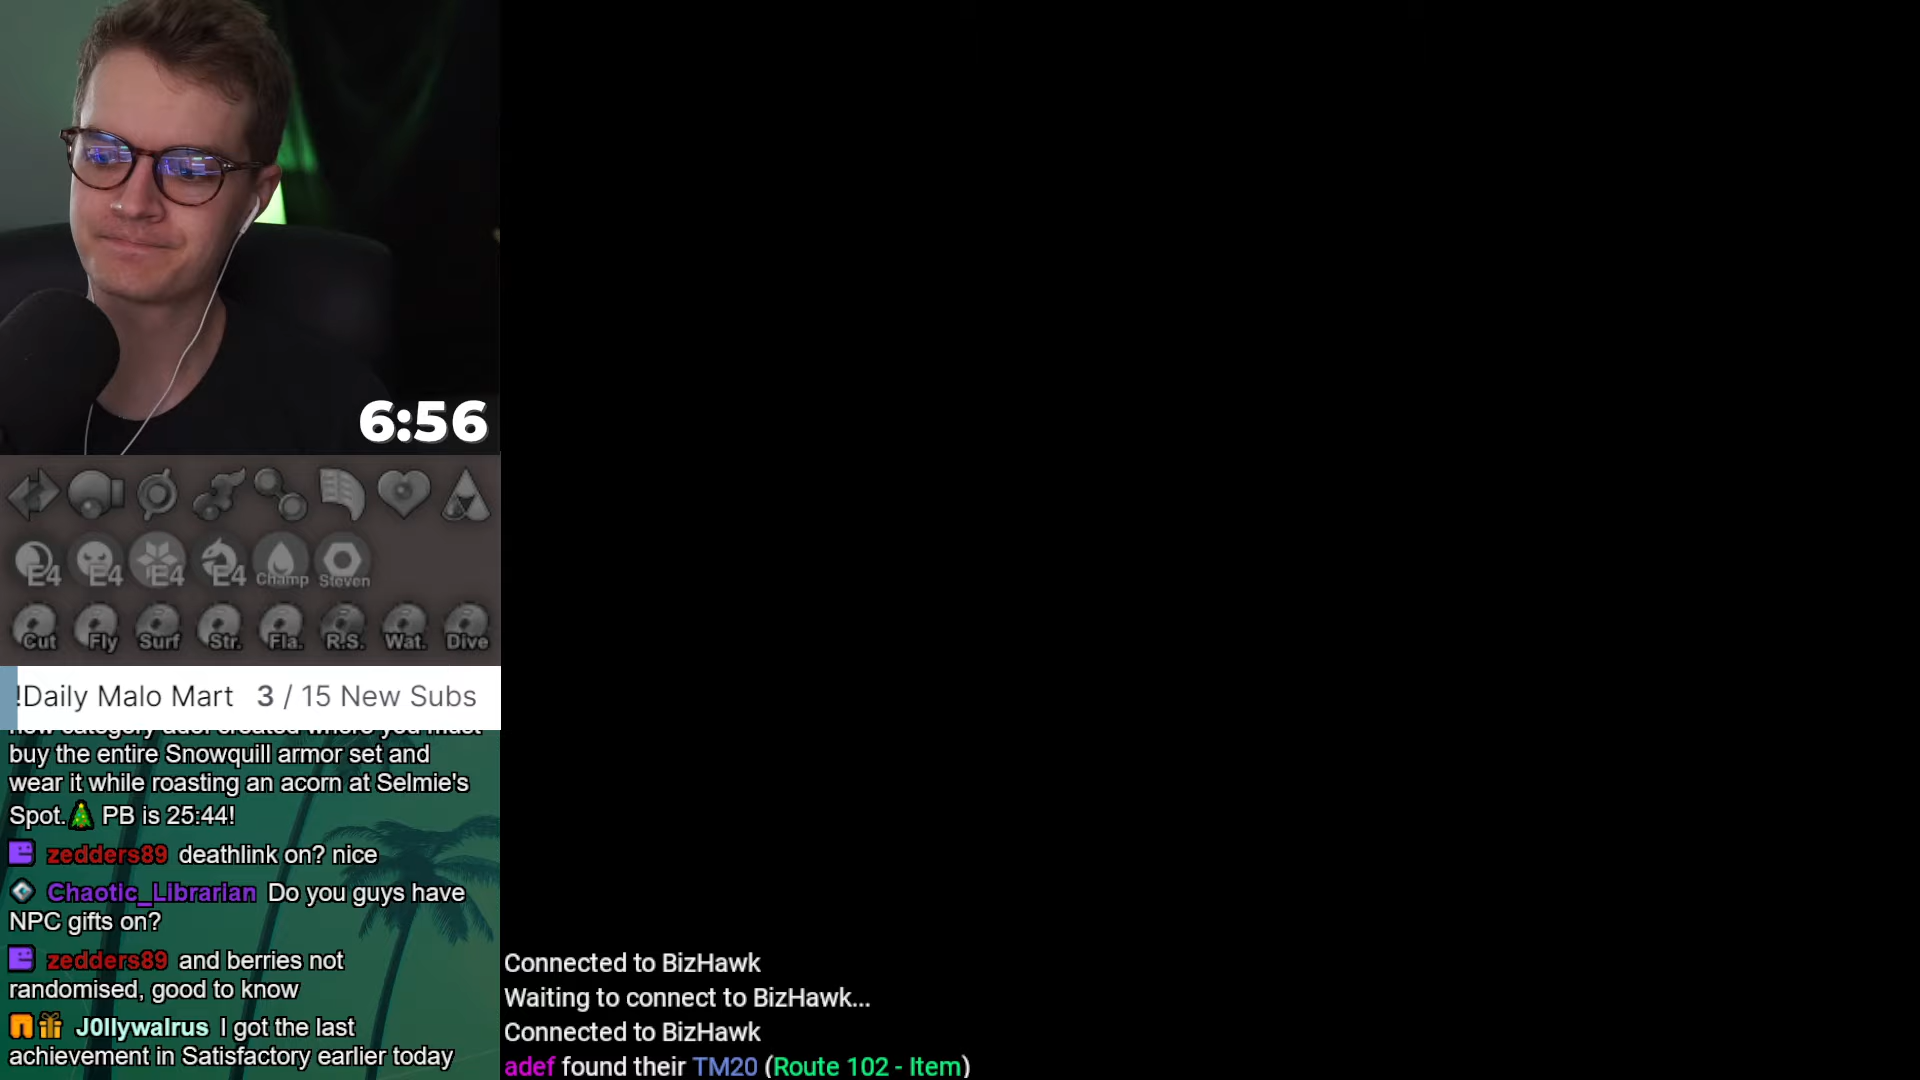 6:56
E4 E4 E4 E4 Champ Steven
Cut Fly Surf Str. Fla. R.S. Wat. Dive
!Daily Malo Mart 3 / 15 New Subs
buy the entire Snowquill armor set and
wear it while roasting an acorn at Selmie's
Spot. PB is 25:44!
zedders89 deathlink on? nice
Chaotic_Librarian Do you guys have
NPC gifts on?
zedders89 and berries not
randomised, good to know
J0llywalrus I got the last
achievement in Satisfactory earlier today
Connected to BizHawk
Waiting to connect to BizHawk...
Connected to BizHawk
adef found their TM20 (Route 102 - Item)